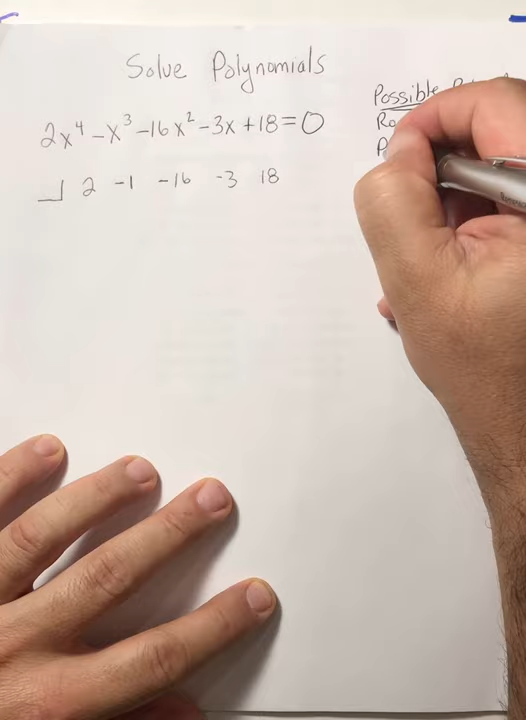 Solve Polynomials
Possible
2x⁴ -x³ -16x² -3x +18=0
2 -1 -16 -3 18